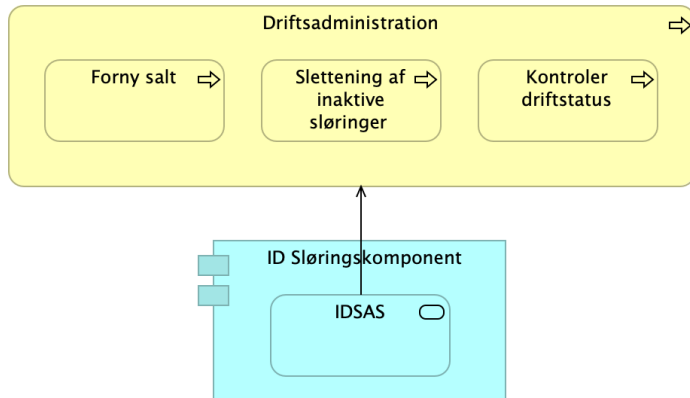 Driftsadministration
Forny salt
Slettening af
inaktive
sløringer
Kontroler
driftstatus
ID Sløringskomponent
IDSAS